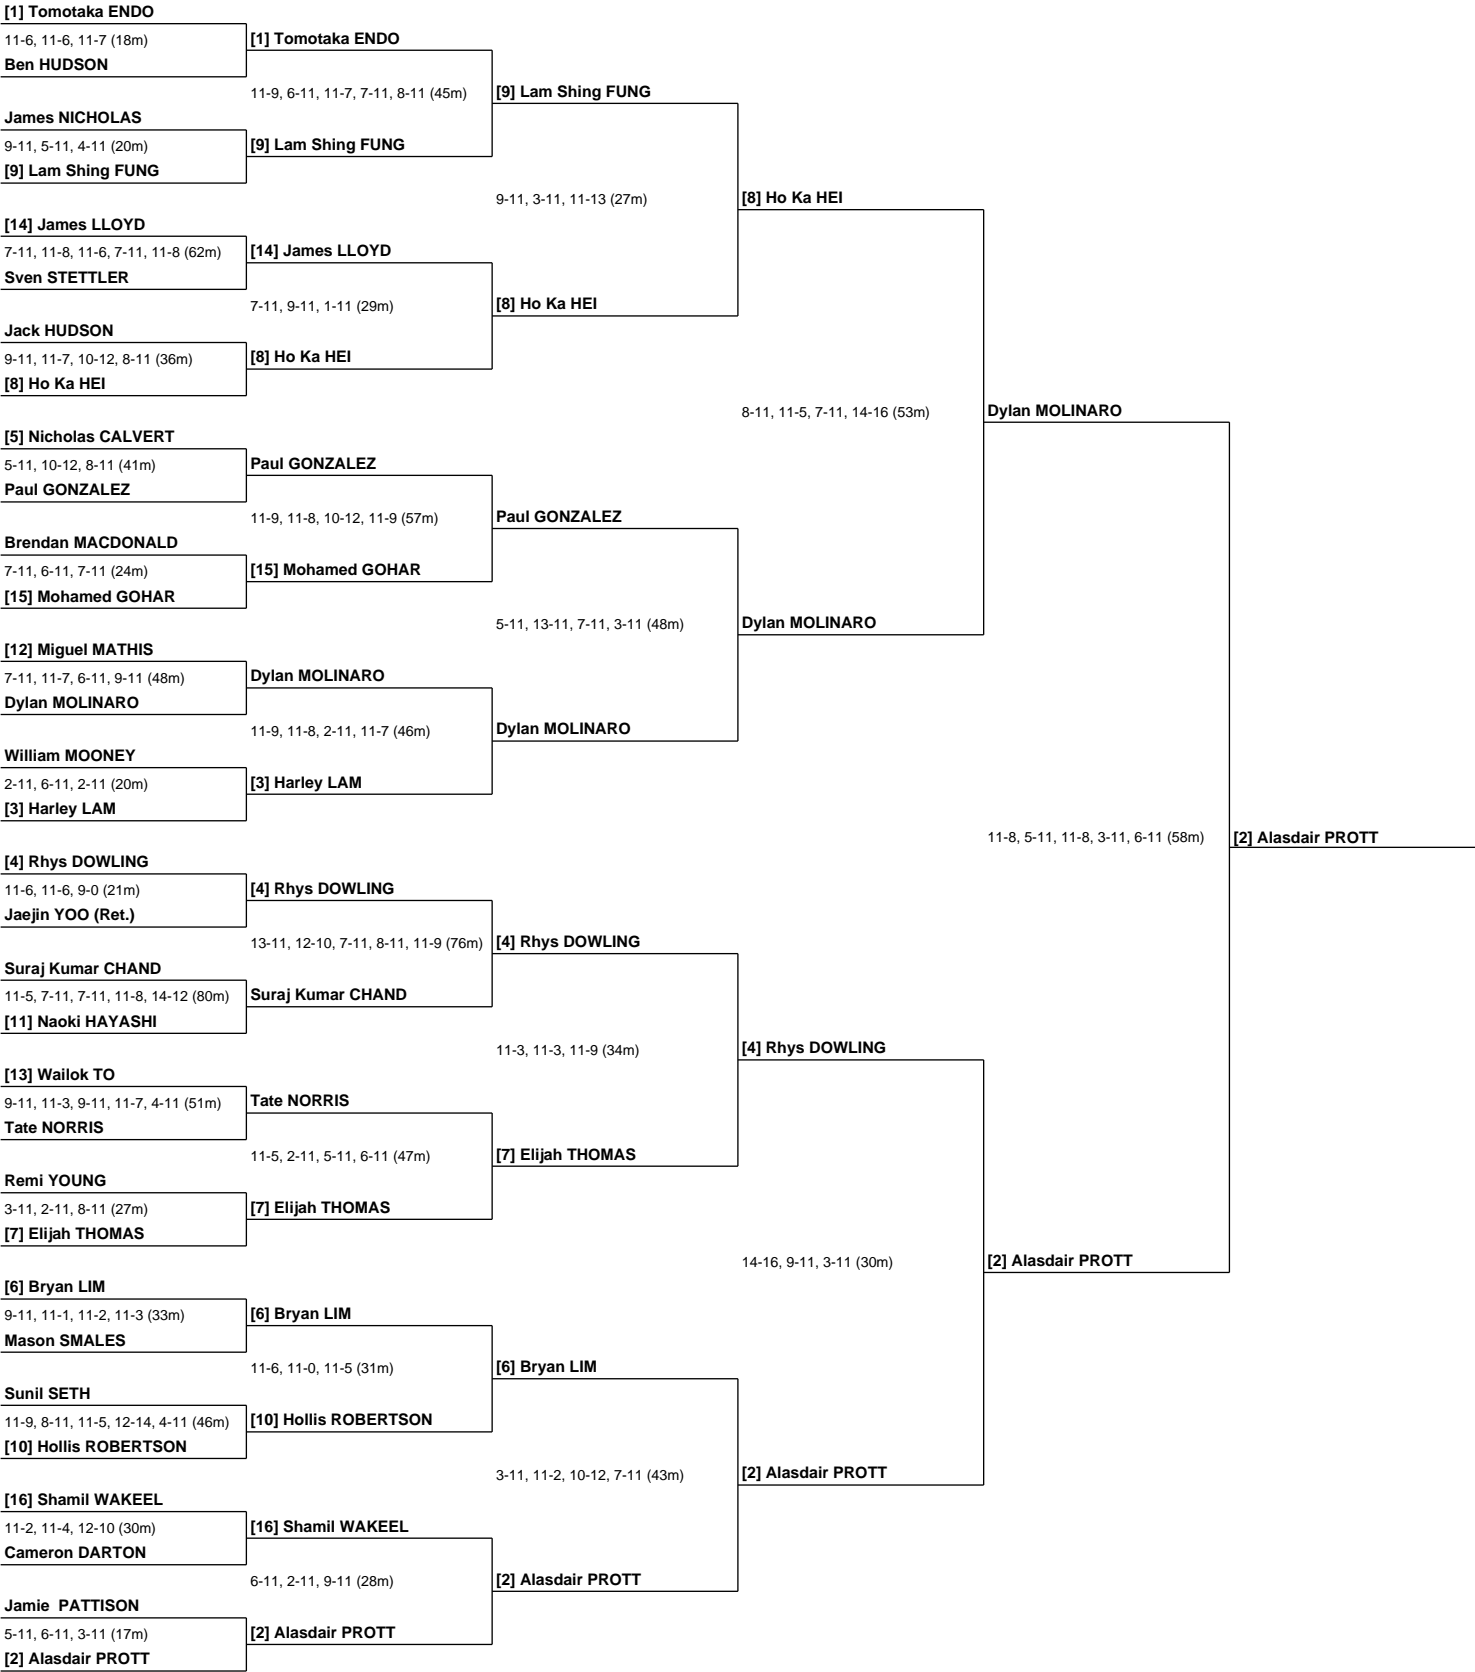 [1] Tomotaka ENDO
11-6, 11-6, 11-7 (18m)
[1] Tomotaka ENDO
Ben HUDSON
11-9, 6-11, 11-7, 7-11, 8-11 (45m)
[9] Lam Shing FUNG
James NICHOLAS
9-11, 5-11, 4-11 (20m)
[9] Lam Shing FUNG
[9] Lam Shing FUNG
9-11, 3-11, 11-13 (27m)
[8] Ho Ka HEI
[14] James LLOYD
7-11, 11-8, 11-6, 7-11, 11-8 (62m)
[14] James LLOYD
Sven STETTLER
7-11, 9-11, 1-11 (29m)
[8] Ho Ka HEI
Jack HUDSON
9-11, 11-7, 10-12, 8-11 (36m)
[8] Ho Ka HEI
[8] Ho Ka HEI
8-11, 11-5, 7-11, 14-16 (53m)
Dylan MOLINARO
[5] Nicholas CALVERT
5-11, 10-12, 8-11 (41m)
Paul GONZALEZ
Paul GONZALEZ
11-9, 11-8, 10-12, 11-9 (57m)
Paul GONZALEZ
Brendan MACDONALD
7-11, 6-11, 7-11 (24m)
[15] Mohamed GOHAR
[15] Mohamed GOHAR
5-11, 13-11, 7-11, 3-11 (48m)
Dylan MOLINARO
[12] Miguel MATHIS
7-11, 11-7, 6-11, 9-11 (48m)
Dylan MOLINARO
Dylan MOLINARO
11-9, 11-8, 2-11, 11-7 (46m)
Dylan MOLINARO
William MOONEY
2-11, 6-11, 2-11 (20m)
[3] Harley LAM
[3] Harley LAM
11-8, 5-11, 11-8, 3-11, 6-11 (58m)
[2] Alasdair PROTT
[4] Rhys DOWLING
11-6, 11-6, 9-0 (21m)
[4] Rhys DOWLING
Jaejin YOO (Ret.)
13-11, 12-10, 7-11, 8-11, 11-9 (76m)
[4] Rhys DOWLING
Suraj Kumar CHAND
11-5, 7-11, 7-11, 11-8, 14-12 (80m)
Suraj Kumar CHAND
[11] Naoki HAYASHI
11-3, 11-3, 11-9 (34m)
[4] Rhys DOWLING
[13] Wailok TO
9-11, 11-3, 9-11, 11-7, 4-11 (51m)
Tate NORRIS
Tate NORRIS
11-5, 2-11, 5-11, 6-11 (47m)
[7] Elijah THOMAS
Remi YOUNG
3-11, 2-11, 8-11 (27m)
[7] Elijah THOMAS
[7] Elijah THOMAS
14-16, 9-11, 3-11 (30m)
[2] Alasdair PROTT
[6] Bryan LIM
9-11, 11-1, 11-2, 11-3 (33m)
[6] Bryan LIM
Mason SMALES
11-6, 11-0, 11-5 (31m)
[6] Bryan LIM
Sunil SETH
11-9, 8-11, 11-5, 12-14, 4-11 (46m)
[10] Hollis ROBERTSON
[10] Hollis ROBERTSON
3-11, 11-2, 10-12, 7-11 (43m)
[2] Alasdair PROTT
[16] Shamil WAKEEL
11-2, 11-4, 12-10 (30m)
[16] Shamil WAKEEL
Cameron DARTON
6-11, 2-11, 9-11 (28m)
[2] Alasdair PROTT
Jamie PATTISON
5-11, 6-11, 3-11 (17m)
[2] Alasdair PROTT
[2] Alasdair PROTT